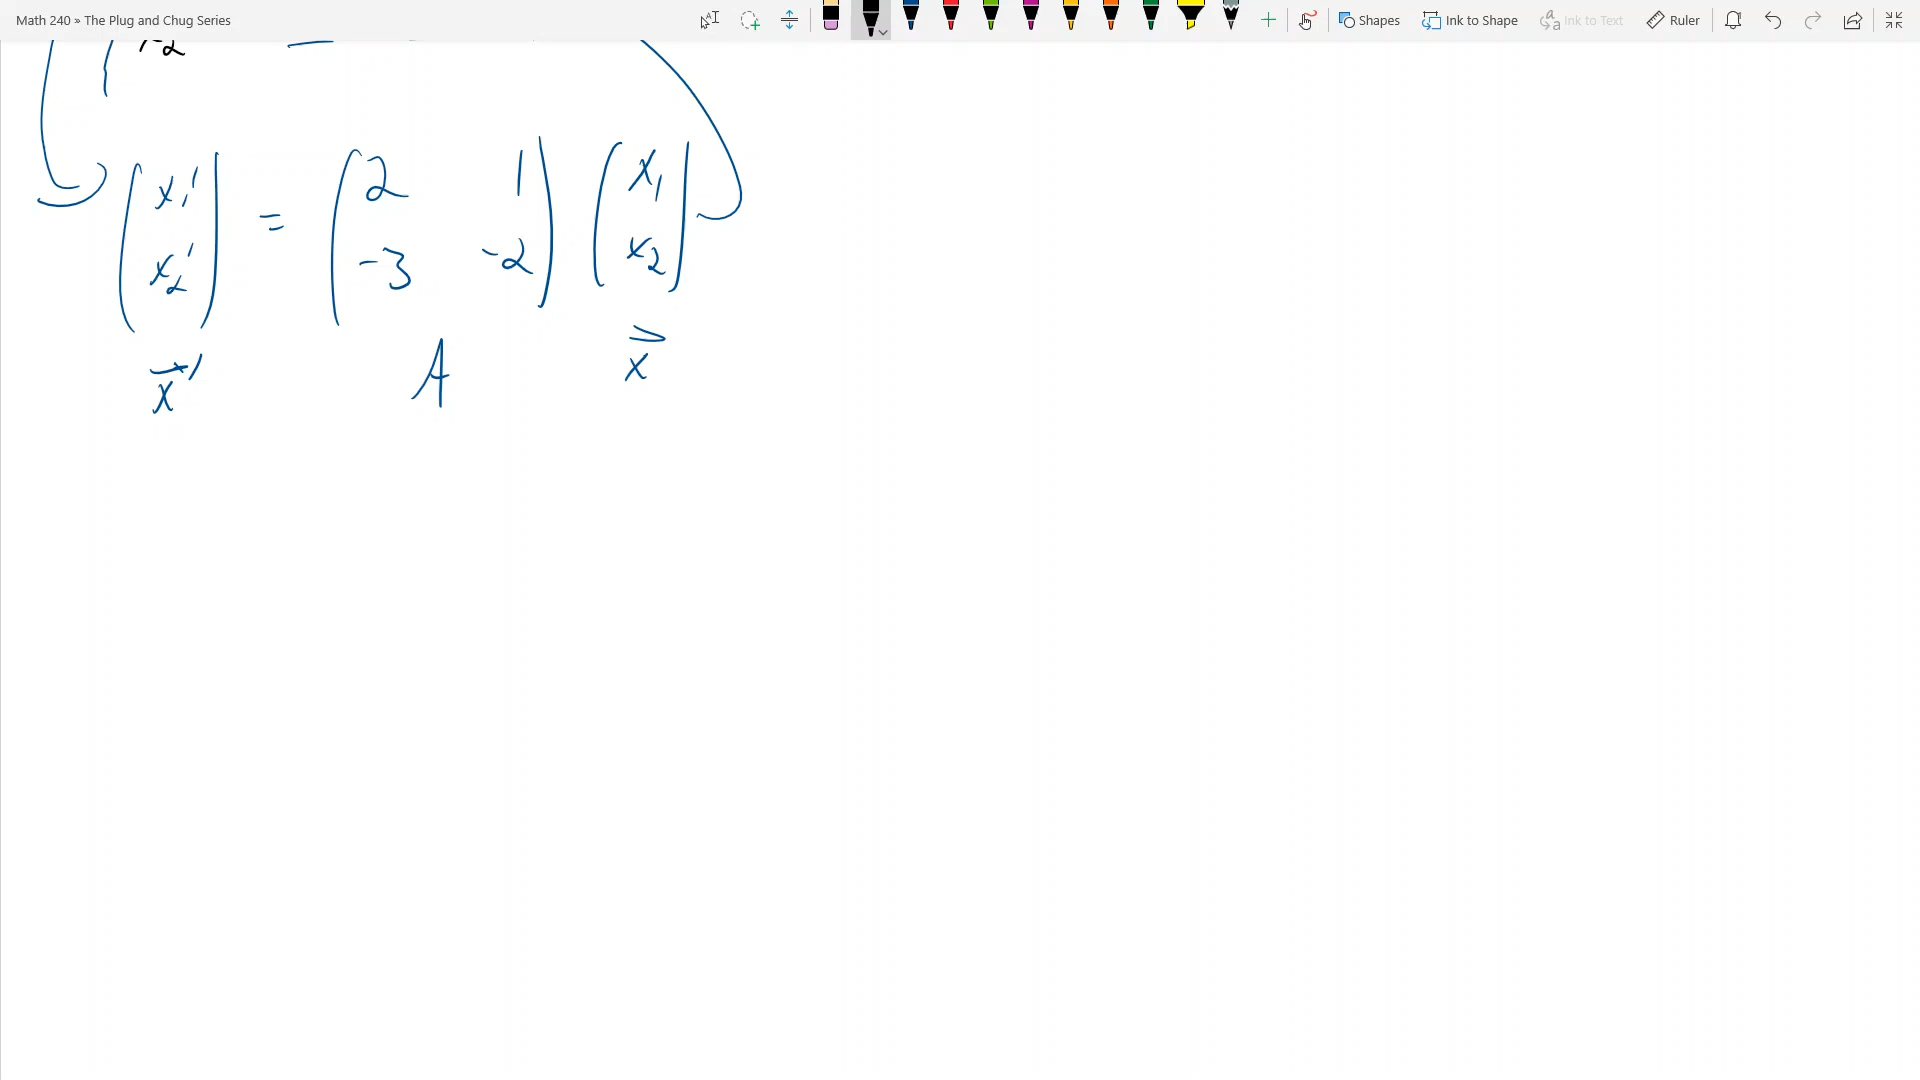 Math 240 » The Plug and Chug Series
Shapes
Ink to Shape
Ink to Text
Ruler
x₂
x₁' = 2 1 x₁
x₂' -3 -2 x₂
x⃗' A x⃗